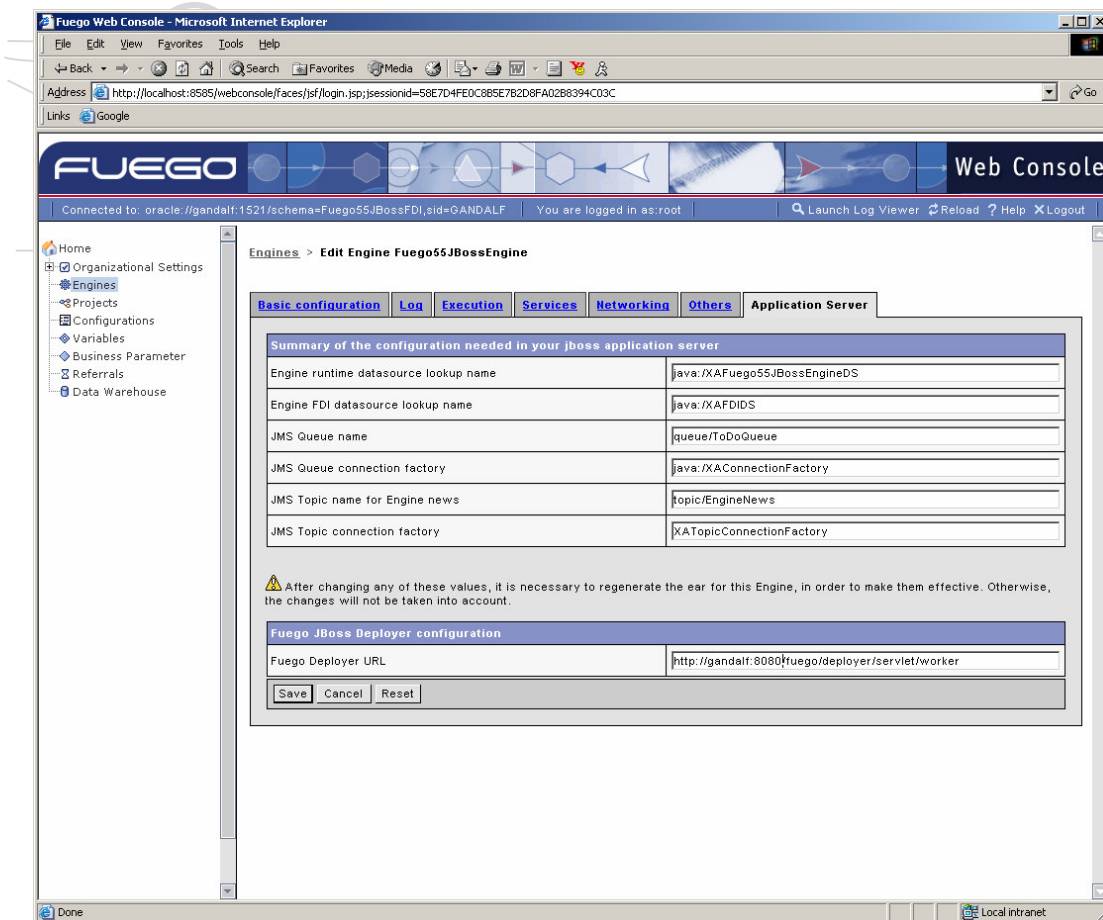 Fuego Web Console - Microsoft Internet Explorer
File Edit View Favorites Tools Help
Back Search Favorites Media
Address http://localhost:8585/webconsole/faces/jsf/login.jsp;jsessionid=58E7D4FE0C8B5E7B2D8FA02B8394C03C Go
Links Google
FUEGO Web Console
Connected to: oracle://gandalf:1521/schema=Fuego55JBossFDI,sid=GANDALF You are logged in as:root Launch Log Viewer Reload ? Help Logout
Home
Organizational Settings
Engines
Projects
Configurations
Variables
Business Parameter
Referrals
Data Warehouse
Engines > Edit Engine Fuego55JBossEngine
Basic configuration Log Execution Services Networking Others Application Server
Summary of the configuration needed in your jboss application server
Engine runtime datasource lookup name java:/XAFuego55JBossEngineDS
Engine FDI datasource lookup name java:/XAFDIDS
JMS Queue name queue/ToDoQueue
JMS Queue connection factory java:/XAConnectionFactory
JMS Topic name for Engine news topic/EngineNews
JMS Topic connection factory XATopicConnectionFactory
After changing any of these values, it is necessary to regenerate the ear for this Engine, in order to make them effective. Otherwise,
the changes will not be taken into account.
Fuego JBoss Deployer configuration
Fuego Deployer URL http://gandalf:8080/fuego/deployer/servlet/worker
Save Cancel Reset
Done Local intranet